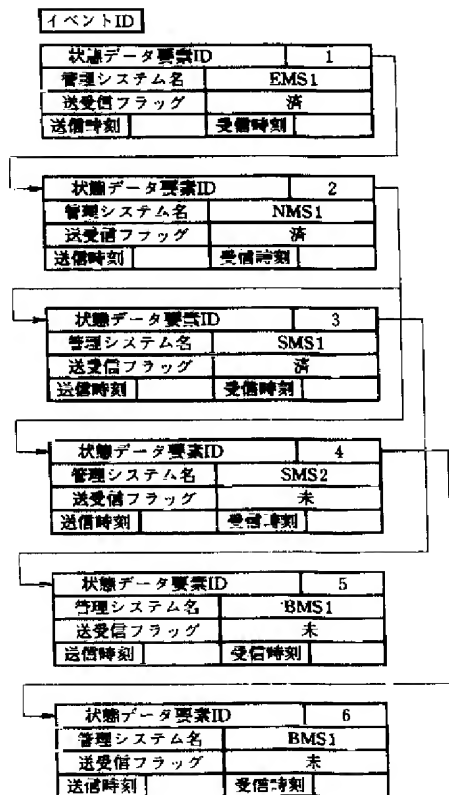 イベントID
状態データ要素ID 1
管理システム名 EMS1
送受信フラッグ 済
送信時刻 受信時刻
状態データ要素ID 2
管理システム名 NMS1
送受信フラッグ 済
送信時刻 受信時刻
状態データ要素ID 3
管理システム名 SMS1
送受信フラッグ 済
送信時刻 受信時刻
状態データ要素ID 4
管理システム名 SMS2
送受信フラッグ 未
送信時刻 受信時刻
状態データ要素ID 5
管理システム名 BMS1
送受信フラッグ 未
送信時刻 受信時刻
状態データ要素ID 6
管理システム名 BMS1
送受信フラッグ 未
送信時刻 受信時刻